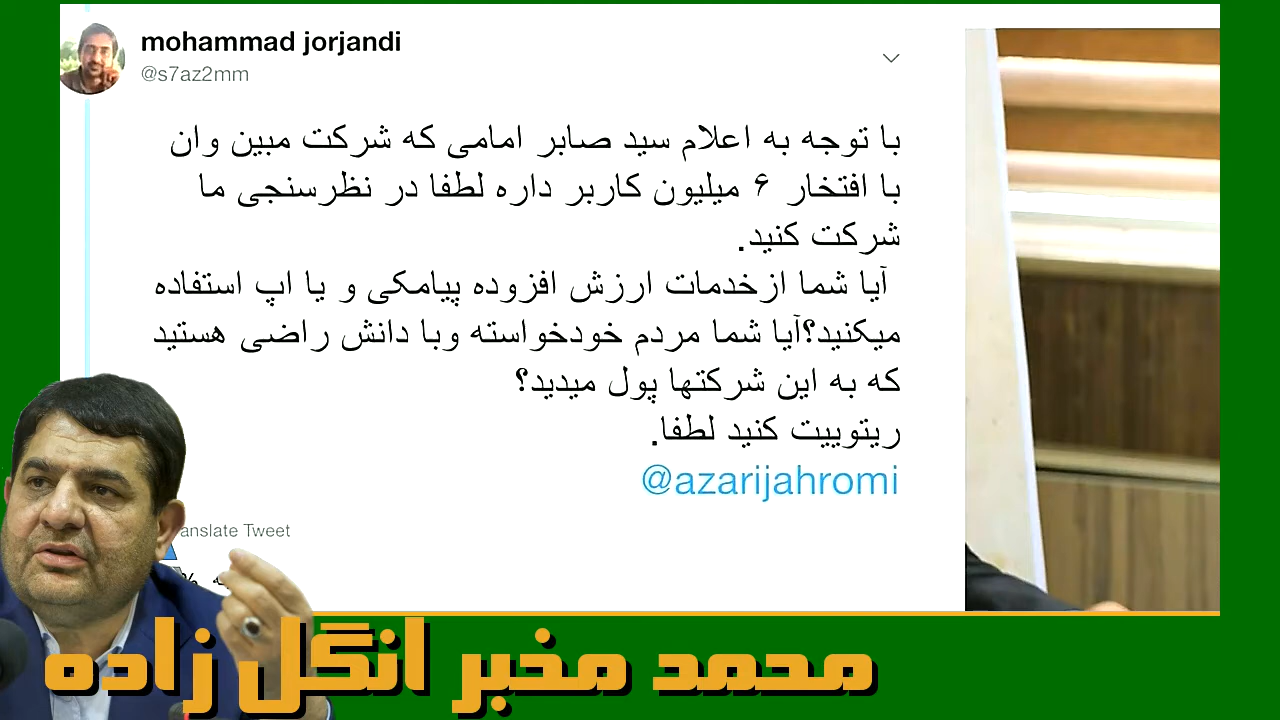 mohammad jorjandi
@s7az2mm
با توجه به اعلام سید صابر امامی که شرکت مبین وان
با افتخار ۶ میلیون کاربر داره لطفا در نظرسنجی ما
شرکت کنید.
آیا شما ازخدمات ارزش افزوده پیامکی و یا اپ استفاده
میکنید؟آیا شما مردم خودخواسته وبا دانش راضی هستید
که به این شرکتها پول میدید؟
ریتوییت کنید لطفا.
@azarijahromi
anslate Tweet
محمد مخبر انگل زاده